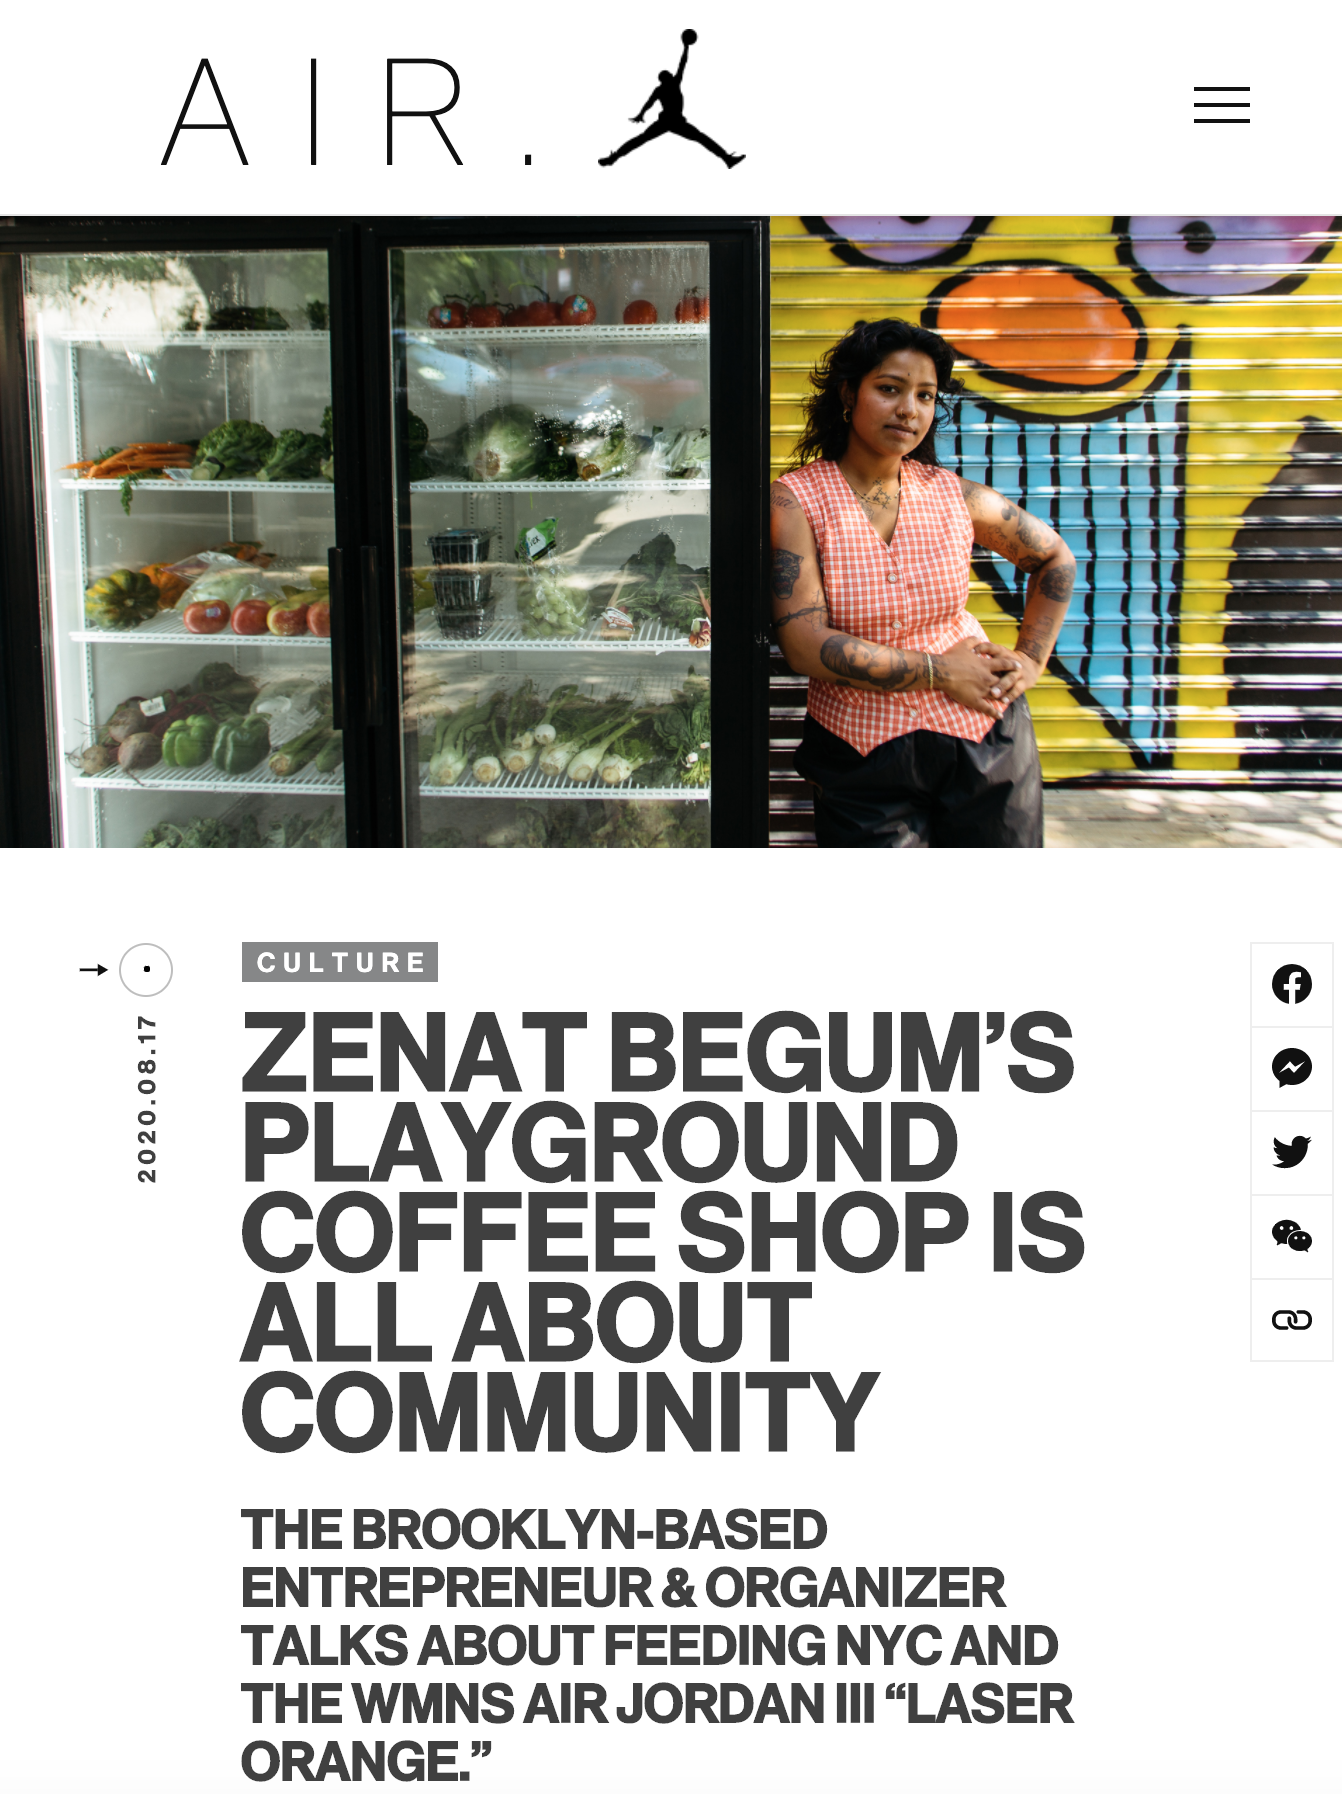 AIR.
CULTURE
2020.08.17
ZENAT BEGUM’S
PLAYGROUND
COFFEE SHOP IS
ALL ABOUT
COMMUNITY
THE BROOKLYN-BASED
ENTREPRENEUR & ORGANIZER
TALKS ABOUT FEEDING NYC AND
THE WMNS AIR JORDAN III “LASER
ORANGE.”